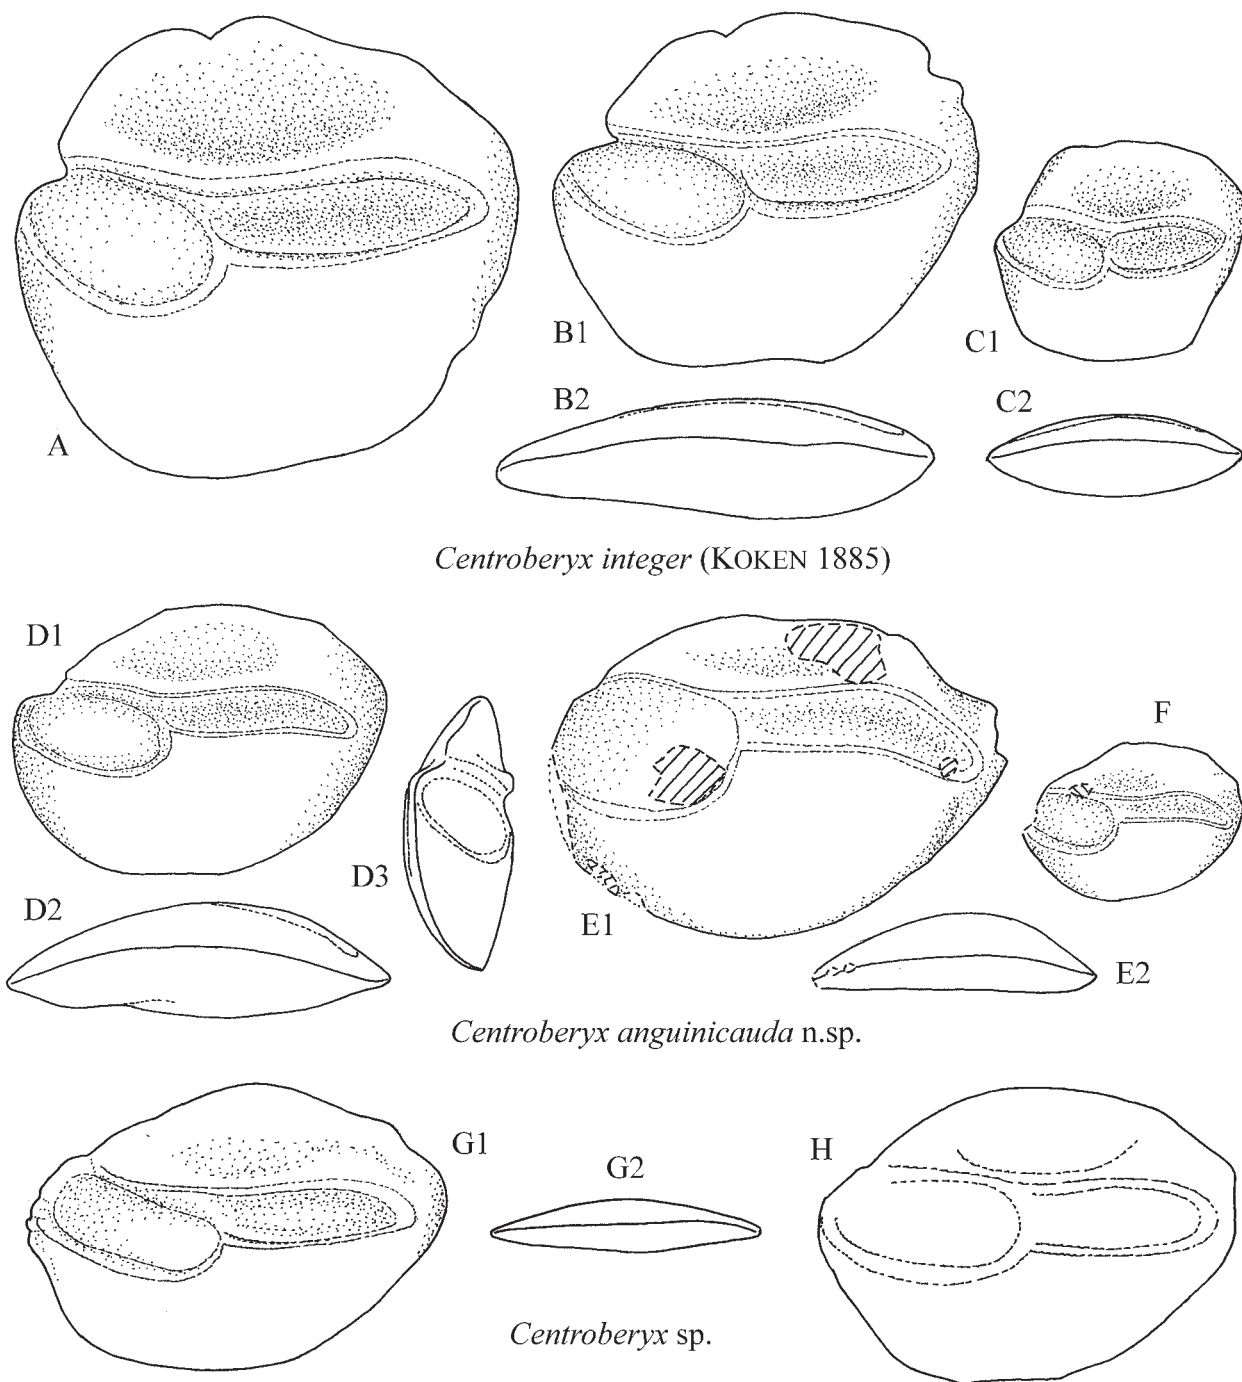 A
B1
B2
C1
C2
Centroberyx integer (KOKEN 1885)
D1
D2
D3
E1
E2
F
Centroberyx anguinicauda n.sp.
G1
G2
H
Centroberyx sp.